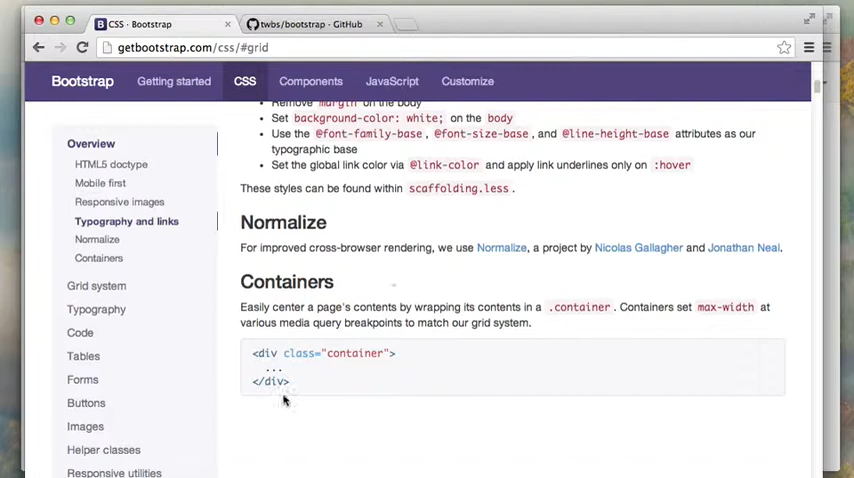 CSS · Bootstrap
twbs/bootstrap · GitHub
getbootstrap.com/css/#grid
Bootstrap Getting started CSS Components JavaScript Customize
Overview
HTML5 doctype
Mobile first
Responsive images
Typography and links
Normalize
Containers
Grid system
Typography
Code
Tables
Forms
Buttons
Images
Helper classes
Responsive utilities
Remove margin on the body
Set background-color: white; on the body
Use the @font-family-base, @font-size-base, and @line-height-base attributes as our
typographic base
Set the global link color via @link-color and apply link underlines only on :hover
These styles can be found within scaffolding.less.
Normalize
For improved cross-browser rendering, we use Normalize, a project by Nicolas Gallagher and Jonathan Neal.
Containers
Easily center a page's contents by wrapping its contents in a .container. Containers set max-width at
various media query breakpoints to match our grid system.
<div class="container">
...
</div>